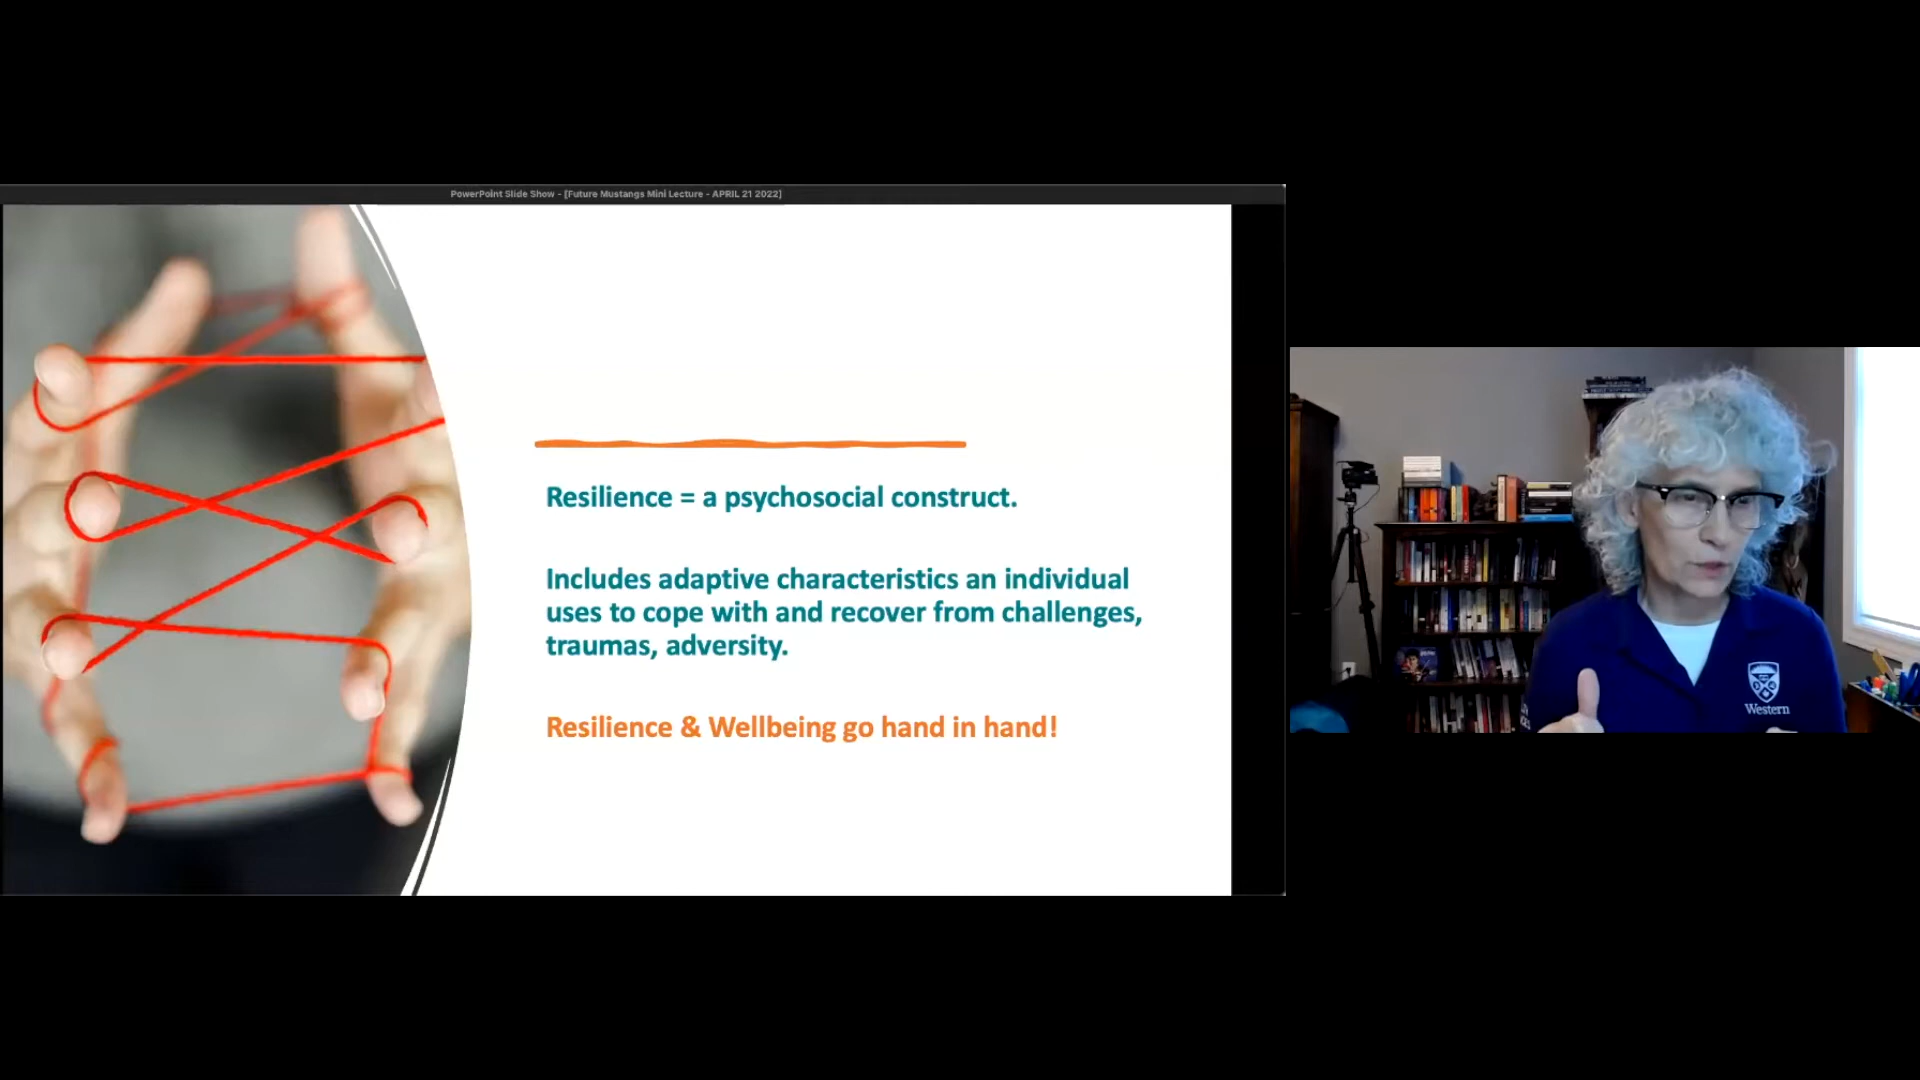 PowerPoint Slide Show - [Future Mustangs Mini Lecture - APRIL 21 2022]
Resilience = a psychosocial construct.
Includes adaptive characteristics an individual
uses to cope with and recover from challenges,
traumas, adversity.
Resilience & Wellbeing go hand in hand!
Western